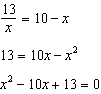 13/x = 10 − x
13 = 10x − x²
x² − 10x + 13 = 0